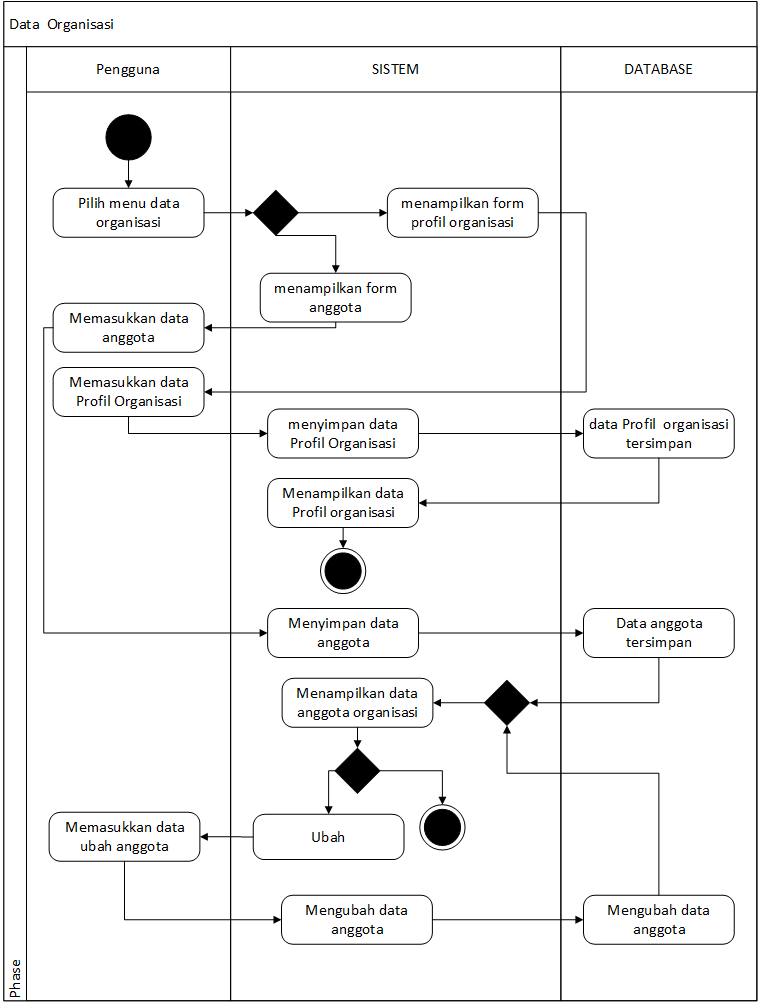 Data Organisasi
Pengguna
SISTEM
DATABASE
Pilih menu data
organisasi
menampilkan form
profil organisasi
menampilkan form
anggota
Memasukkan data
anggota
Memasukkan data
Profil Organisasi
menyimpan data
Profil Organisasi
data Profil organisasi
tersimpan
Menampilkan data
Profil organisasi
Menyimpan data
anggota
Data anggota
tersimpan
Menampilkan data
anggota organisasi
Memasukkan data
ubah anggota
Ubah
Mengubah data
anggota
Mengubah data
anggota
Phase